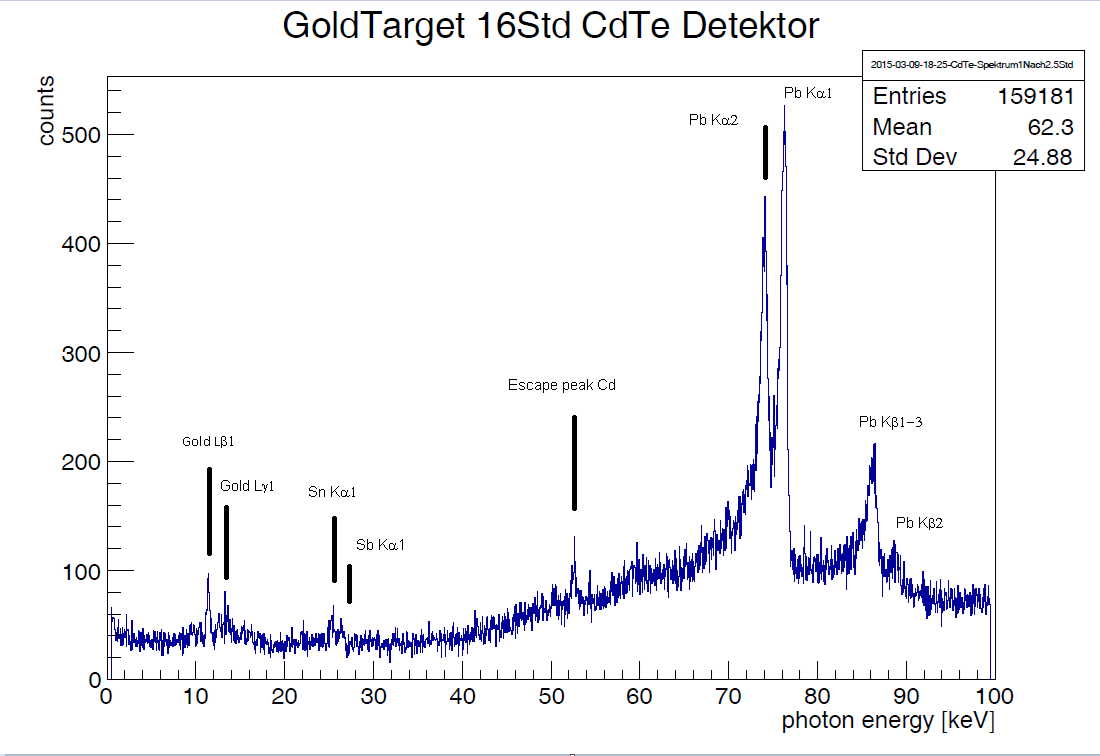 GoldTarget 16Std CdTe Detektor
2015-03-09-18-25-CdTe-Spektrum1Nach2.5Std
Entries 159181
Mean 62.3
Std Dev 24.88
counts
Pb Kα1
Pb Kα2
Escape peak Cd
Pb Kβ1-3
Gold Lβ1
Gold Lγ1
Sn Kα1
Pb Kβ2
Sb Kα1
500
400
300
200
100
0
0 10 20 30 40 50 60 70 80 90 100
photon energy [keV]